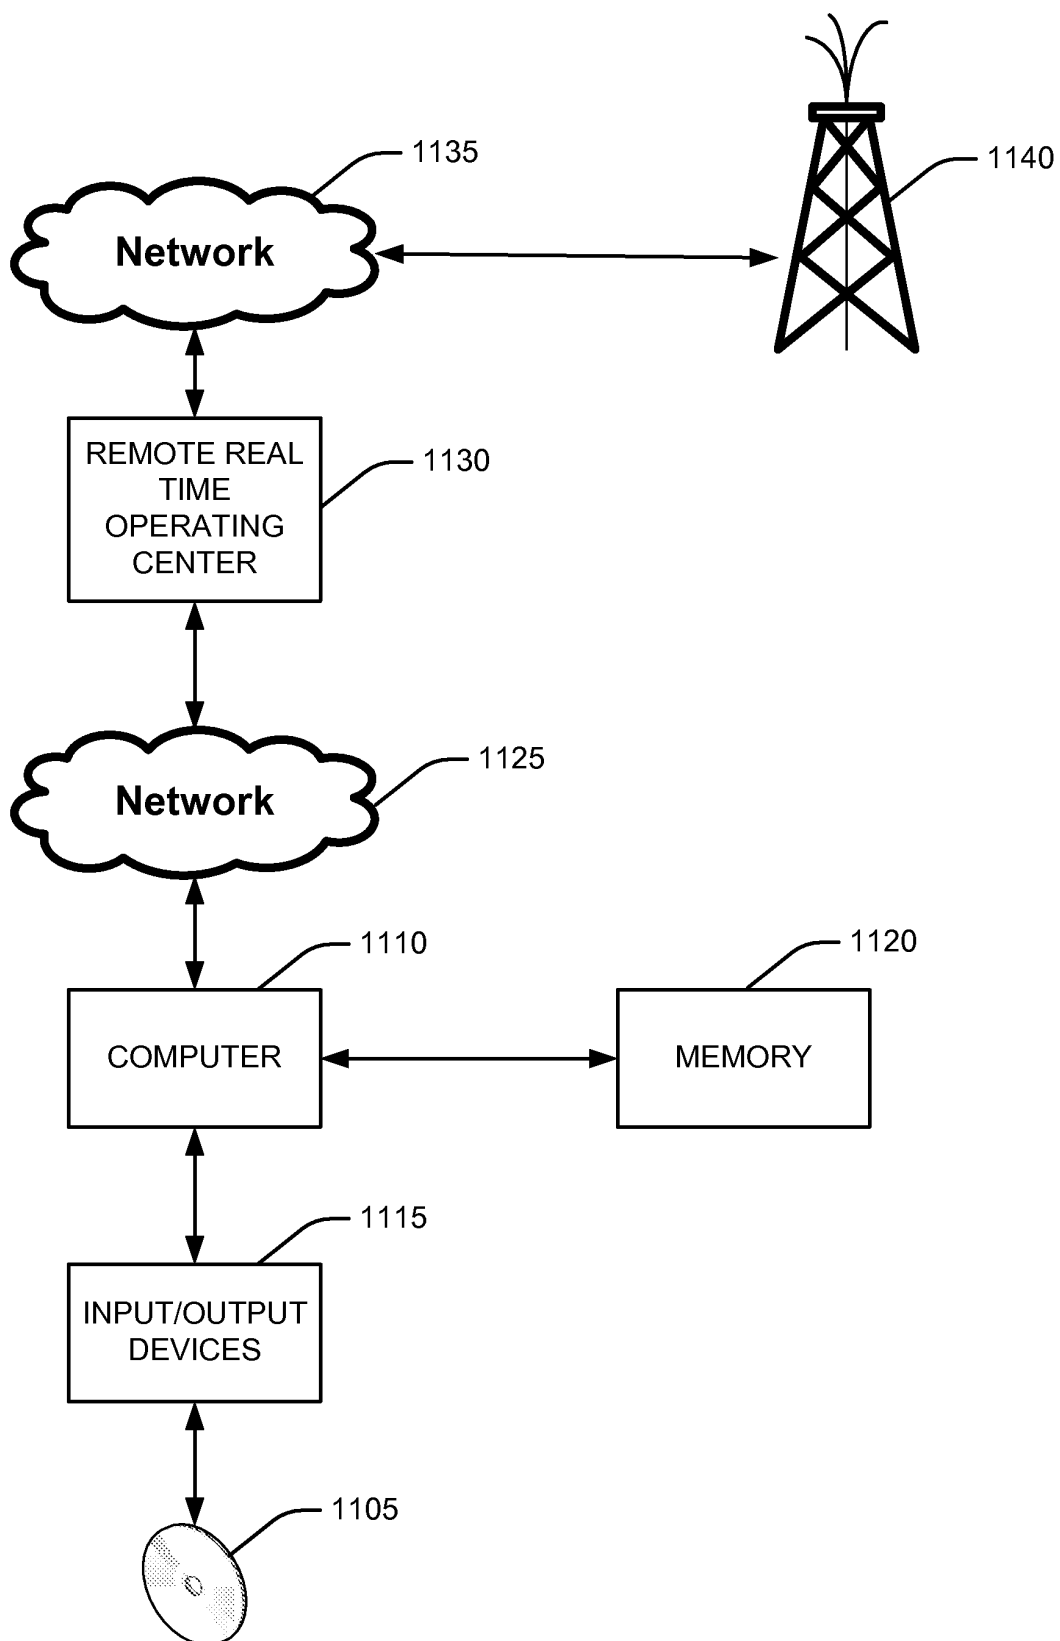 1135
1140
Network
1130
REMOTE REAL
TIME
OPERATING
CENTER
1125
Network
1110
1120
COMPUTER
MEMORY
1115
INPUT/OUTPUT
DEVICES
1105